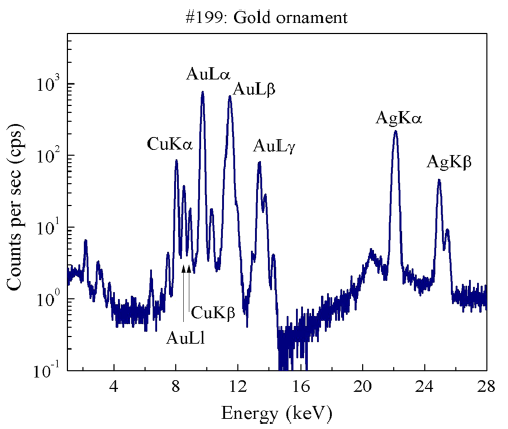 #199: Gold ornament
Counts per sec (cps)
10³
10²
10¹
10⁰
10⁻¹
AuLα
AuLβ
CuKα
AuLγ
AgKα
AgKβ
CuKβ
AuLl
4 8 12 16 20 24 28
Energy (keV)